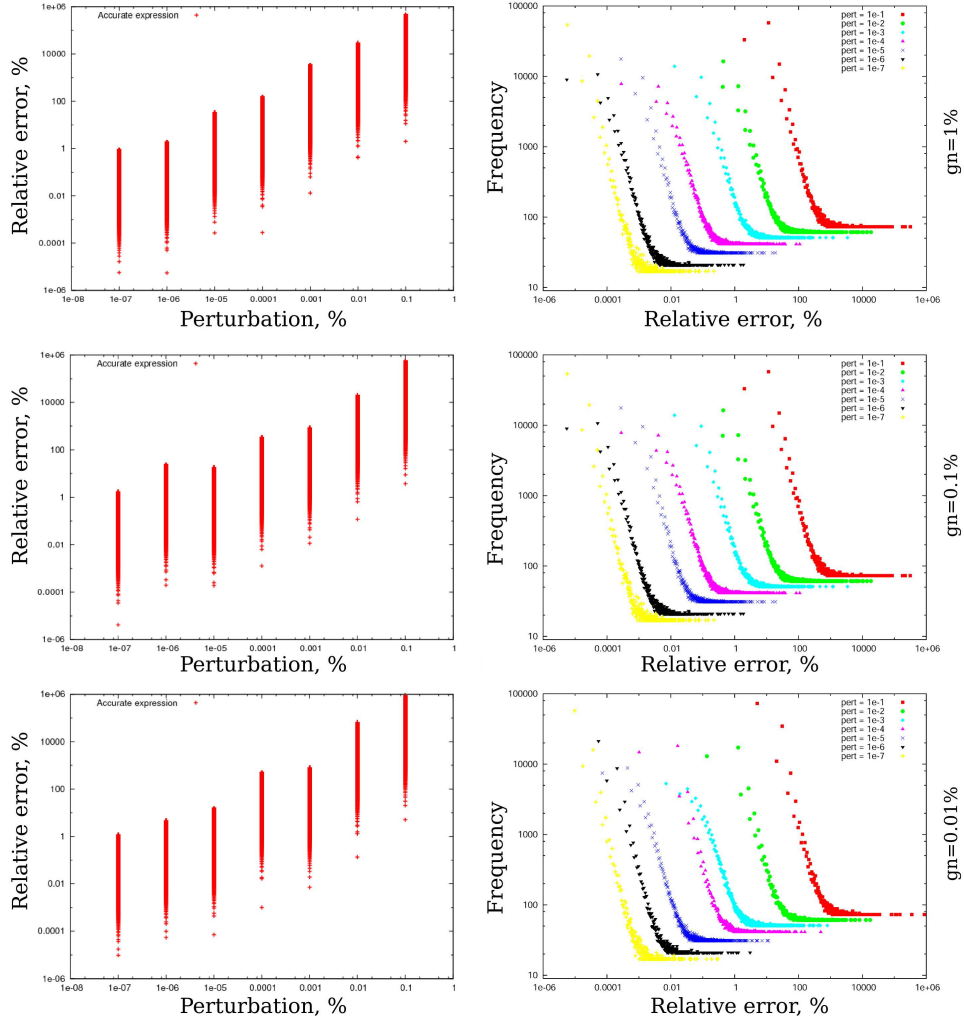 Accurate expression
1e+06
10000
100
1
0.01
0.0001
1e-06
1e-08 1e-07 1e-06 1e-05 0.0001 0.001 0.01 0.1 1
Relative error, %
Perturbation, %
100000
10000
1000
100
10
1e-06 0.0001 0.01 1 100 10000 1e+06
Frequency
Relative error, %
pert = 1e-1
pert = 1e-2
pert = 1e-3
pert = 1e-4
pert = 1e-5
pert = 1e-6
pert = 1e-7
gn=1%
Accurate expression
1e+06
10000
100
1
0.01
0.0001
1e-06
1e-08 1e-07 1e-06 1e-05 0.0001 0.001 0.01 0.1 1
Relative error, %
Perturbation, %
100000
10000
1000
100
10
1e-06 0.0001 0.01 1 100 10000 1e+06
Frequency
Relative error, %
pert = 1e-1
pert = 1e-2
pert = 1e-3
pert = 1e-4
pert = 1e-5
pert = 1e-6
pert = 1e-7
gn=0.1%
Accurate expression
1e+06
10000
100
1
0.01
0.0001
1e-06
1e-08 1e-07 1e-06 1e-05 0.0001 0.001 0.01 0.1 1
Relative error, %
Perturbation, %
100000
10000
1000
100
10
1e-06 0.0001 0.01 1 100 10000 1e+06
Frequency
Relative error, %
pert = 1e-1
pert = 1e-2
pert = 1e-3
pert = 1e-4
pert = 1e-5
pert = 1e-6
pert = 1e-7
gn=0.01%